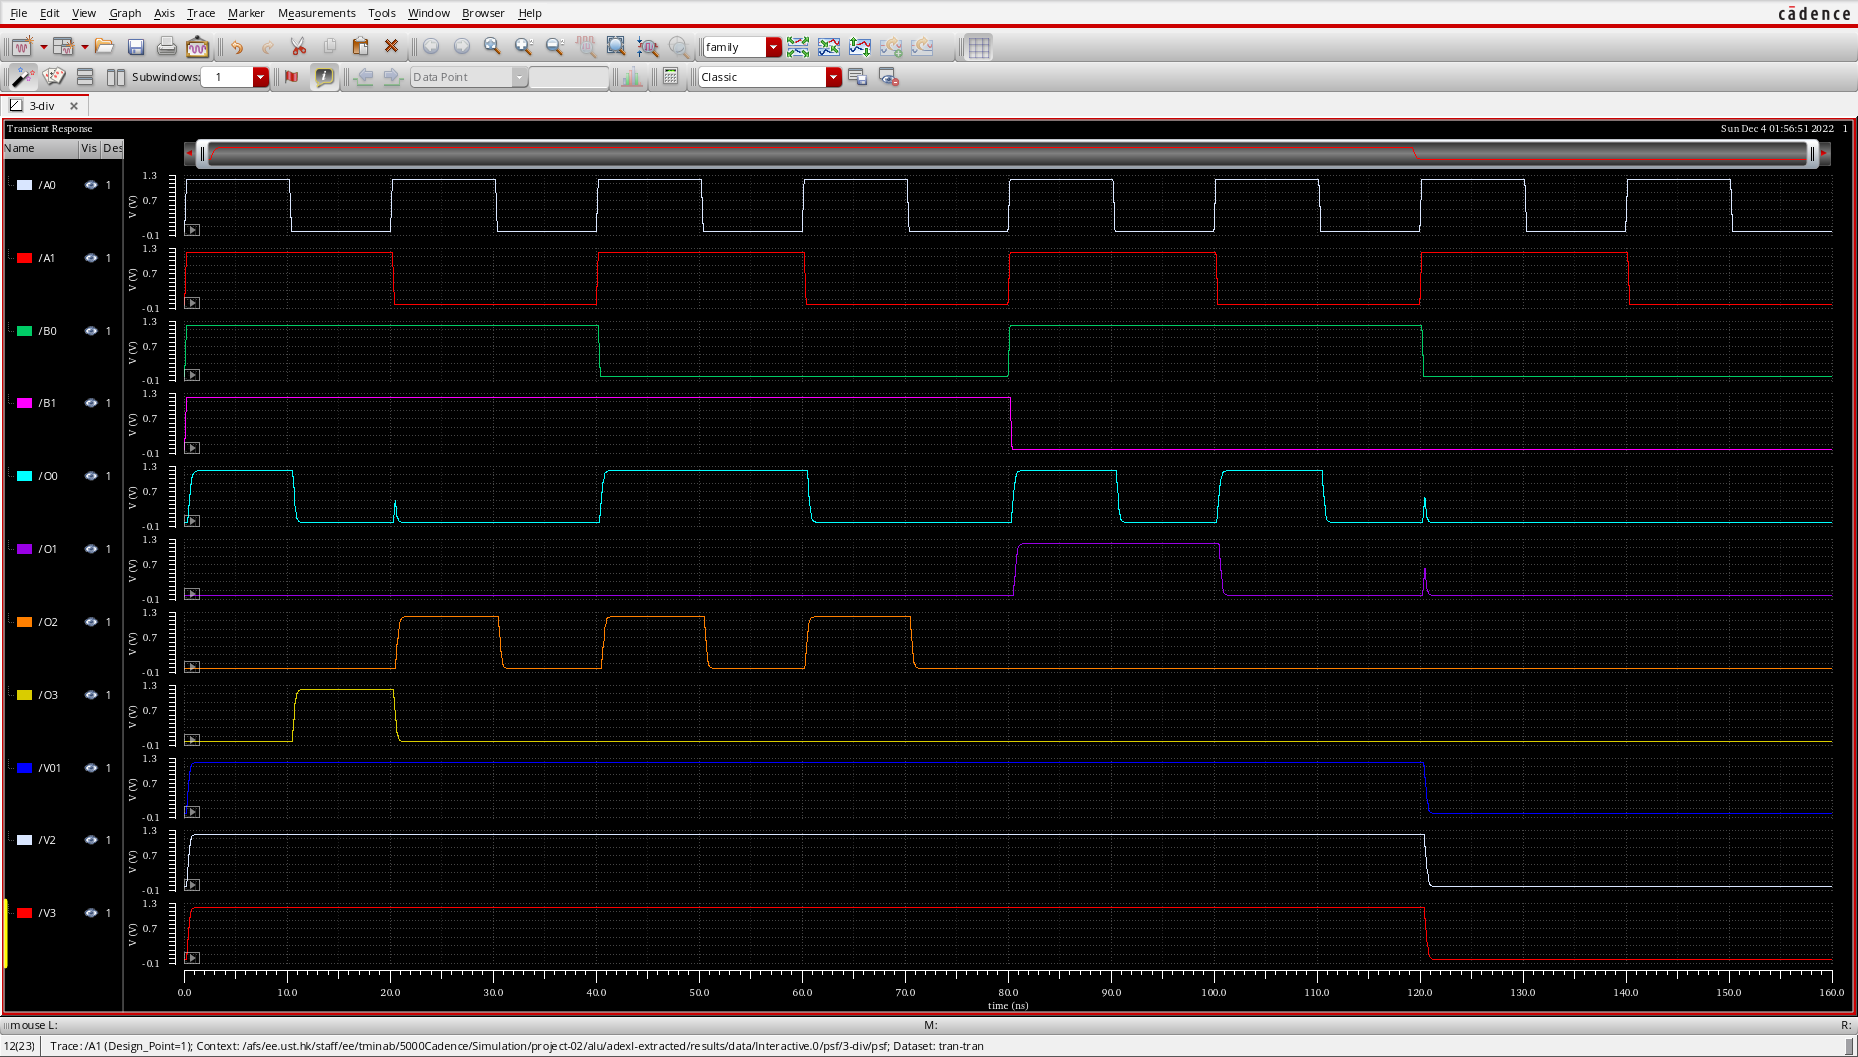 File Edit View Graph Axis Trace Marker Measurements Tools Window Browser Help
cādence
family
Subwindows: 1 Data Point Classic
3-div
Transient Response Sun Dec 4 01:56:51 2022 1
Name Vis Des
/A0 1 V (V) 1.3 0.7 -0.1
/A1 1 V (V) 1.3 0.7 -0.1
/B0 1 V (V) 1.3 0.7 -0.1
/B1 1 V (V) 1.3 0.7 -0.1
/O0 1 V (V) 1.3 0.7 -0.1
/O1 1 V (V) 1.3 0.7 -0.1
/O2 1 V (V) 1.3 0.7 -0.1
/O3 1 V (V) 1.3 0.7 -0.1
/V01 1 V (V) 1.3 0.7 -0.1
/V2 1 V (V) 1.3 0.7 -0.1
/V3 1 V (V) 1.3 0.7 -0.1
0.0 10.0 20.0 30.0 40.0 50.0 60.0 70.0 80.0 90.0 100.0 110.0 120.0 130.0 140.0 150.0 160.0
time (ns)
mouse L: M: R:
12(23) Trace: /A1 (Design_Point=1); Context: /afs/ee.ust.hk/staff/ee/tminab/5000Cadence/Simulation/project-02/alu/adexl-extracted/results/data/Interactive.0/psf/3-div/psf; Dataset: tran-tran